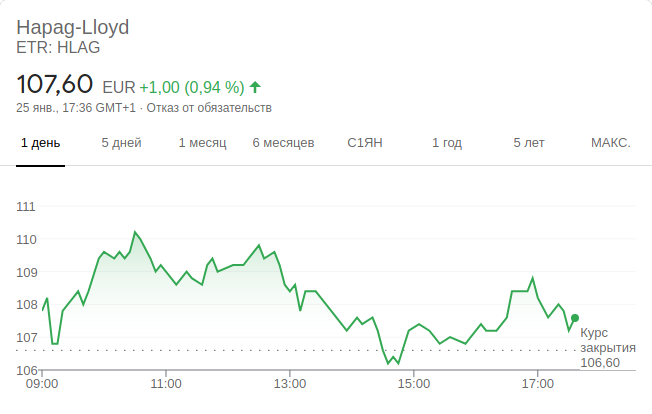 Hapag-Lloyd
ETR: HLAG
107,60 EUR +1,00 (0,94 %)
25 янв., 17:36 GMT+1 · Отказ от обязательств
1 день 5 дней 1 месяц 6 месяцев С1ЯН 1 год 5 лет МАКС.
111
110
109
108
107
106
Курс
закрытия
106,60
09:00 11:00 13:00 15:00 17:00